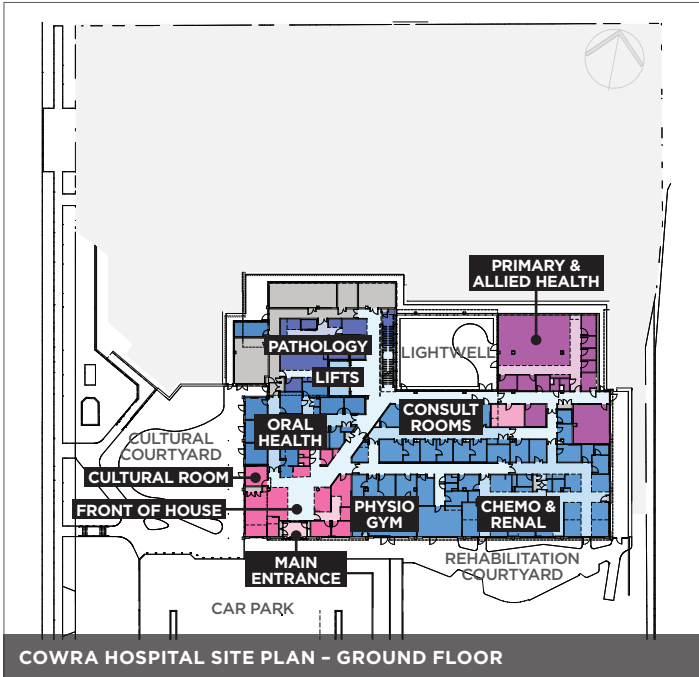 PRIMARY &
ALLIED HEALTH
PATHOLOGY
LIGHTWELL
LIFTS
CONSULT
ROOMS
ORAL
HEALTH
CULTURAL
COURTYARD
CULTURAL ROOM
FRONT OF HOUSE
PHYSIO
GYM
CHEMO &
RENAL
MAIN
ENTRANCE
REHABILITATION
COURTYARD
CAR PARK
COWRA HOSPITAL SITE PLAN – GROUND FLOOR